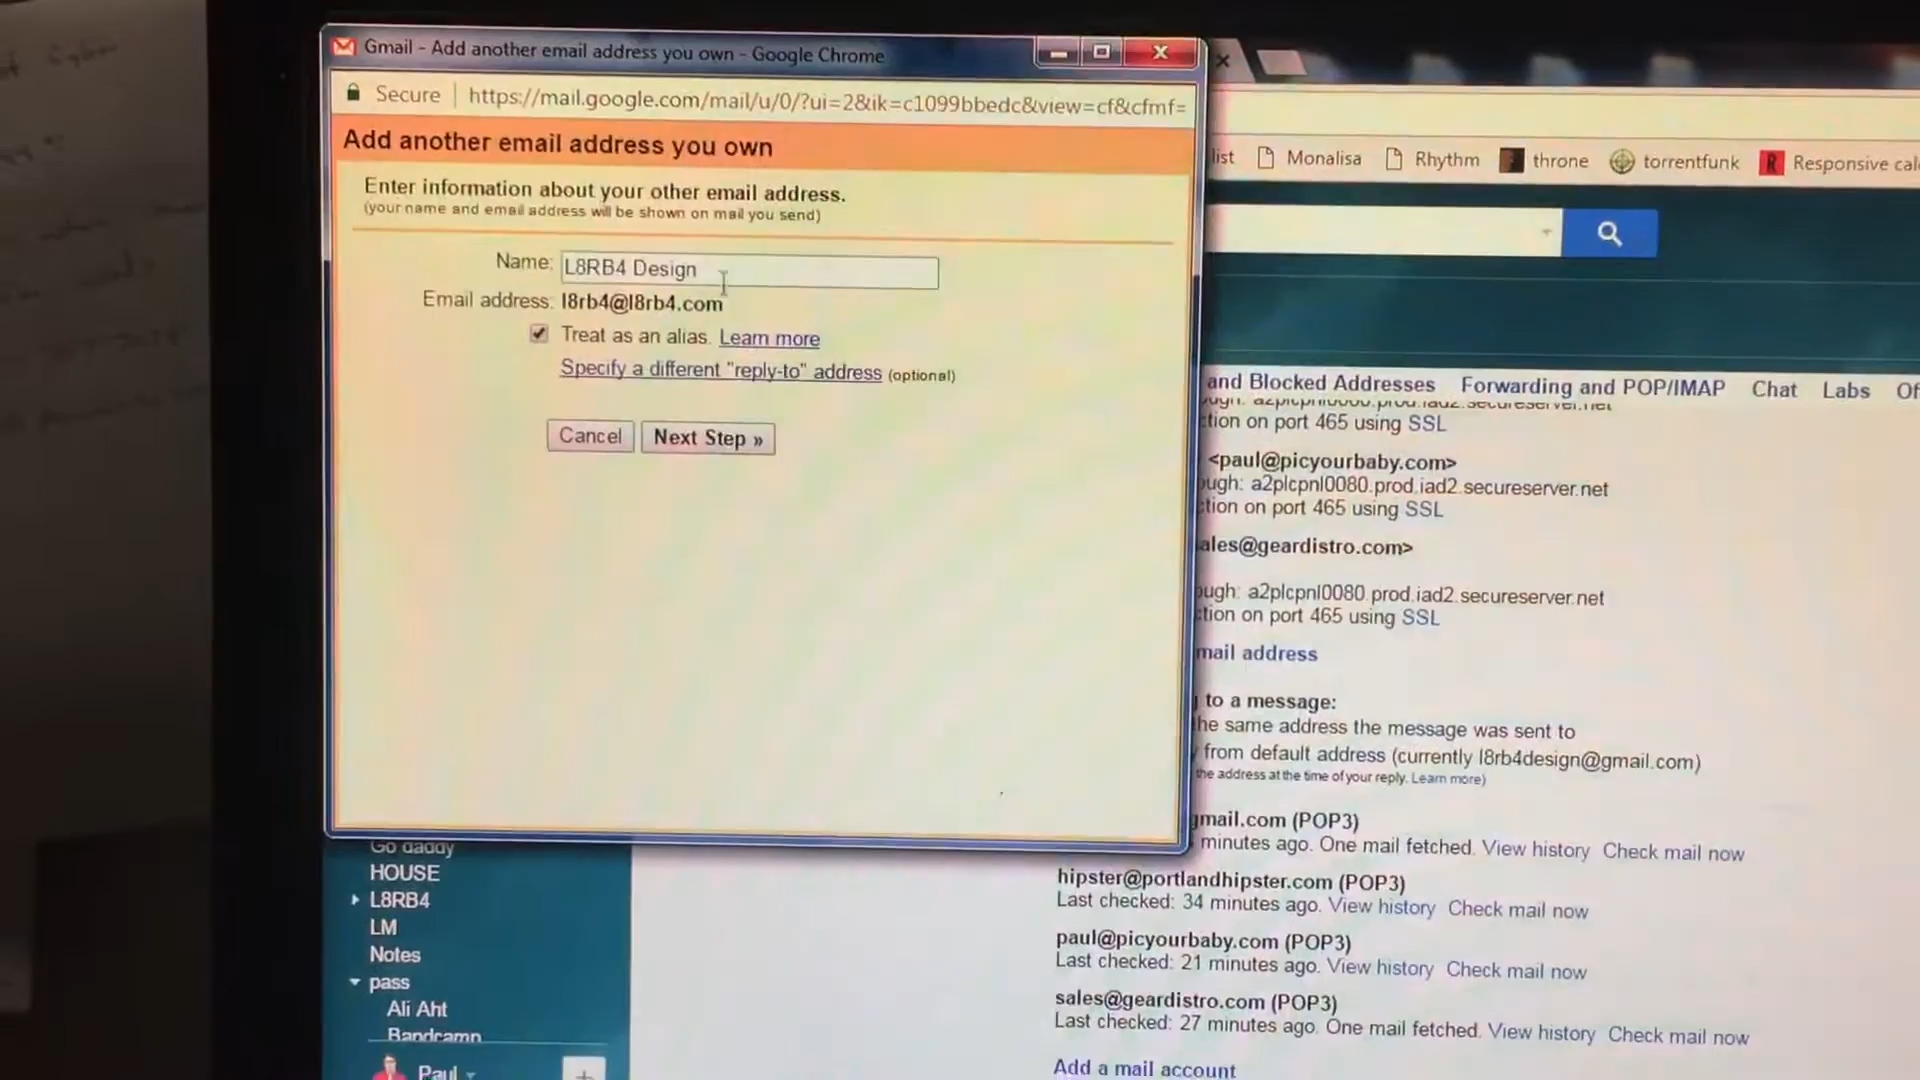 Gmail - Add another email address you own - Google Chrome
Secure https://mail.google.com/mail/u/0/?ui=2&ik=c1099bbedc&view=cf&cfmf=
Add another email address you own
Enter information about your other email address.
(your name and email address will be shown on mail you send)
Name: L8RB4 Design
Email address: l8rb4@l8rb4.com
Treat as an alias. Learn more
Specify a different "reply-to" address (optional)
Cancel Next Step »
list Monalisa Rhythm throne torrentfunk Responsive cal
and Blocked Addresses Forwarding and POP/IMAP Chat Labs Of
ction on port 465 using SSL
<paul@picyourbaby.com>
ough: a2plcpnl0080.prod.iad2.secureserver.net
ction on port 465 using SSL
sales@geardistro.com>
ough: a2plcpnl0080.prod.iad2.secureserver.net
ction on port 465 using SSL
mail address
to a message:
the same address the message was sent to
from default address (currently l8rb4design@gmail.com)
the address at the time of your reply. Learn more)
gmail.com (POP3)
minutes ago. One mail fetched. View history Check mail now
hipster@portlandhipster.com (POP3)
Last checked: 34 minutes ago. View history Check mail now
paul@picyourbaby.com (POP3)
Last checked: 21 minutes ago. View history Check mail now
sales@geardistro.com (POP3)
Last checked: 27 minutes ago. One mail fetched. View history Check mail now
Add a mail account
Go daddy
HOUSE
L8RB4
LM
Notes
pass
Ali Aht
Bandcamp
Paul